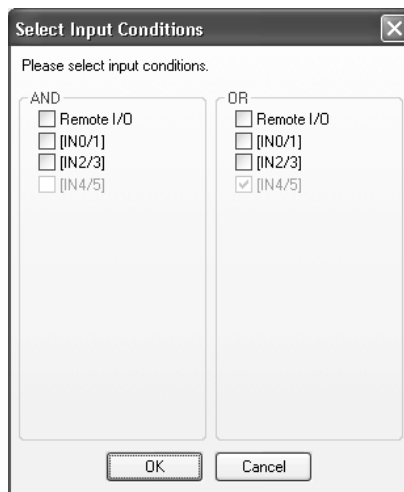 Select Input Conditions
Please select input conditions.
AND
Remote I/O
[IN0/1]
[IN2/3]
[IN4/5]
OR
Remote I/O
[IN0/1]
[IN2/3]
[IN4/5]
OK
Cancel